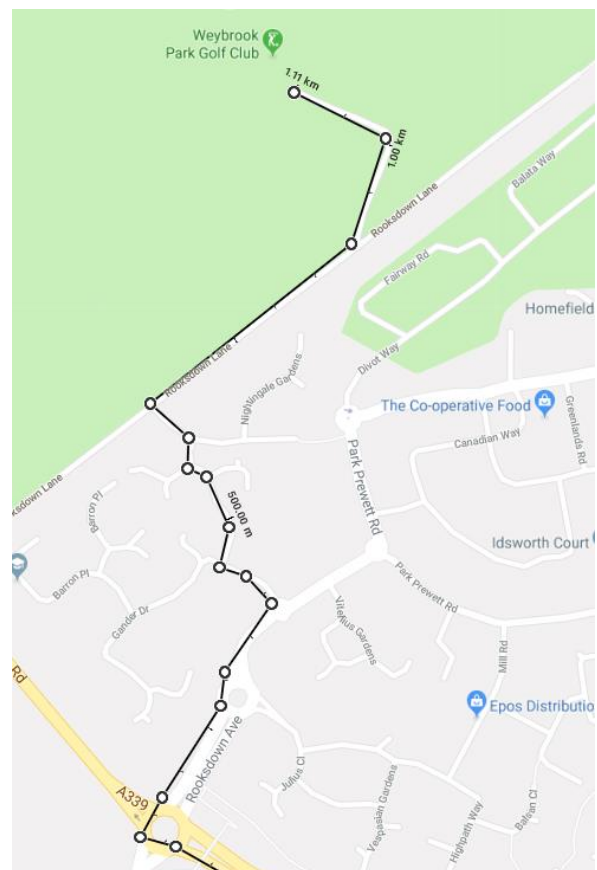 Weybrook
Park Golf Club
1.11 km
1.00 km
Rooksdown Lane
Balata Way
Fairway Rd
Homefield
Divot Way
Rooksdown Lane
Nightingale Gardens
The Co-operative Food
Greenlands Rd
Canadian Way
Park Prewett Rd
ooksdown Lane
Barron Pl
500.00 m
Idsworth Court
Barron Pl
Gander Dr
Park Prewett Rd
Vitellius Gardens
Mill Rd
Rd
Epos Distributio
Rooksdown Ave
Julius Cl
A339
Vespasian Gardens
Highpath Way
Balsan Cl